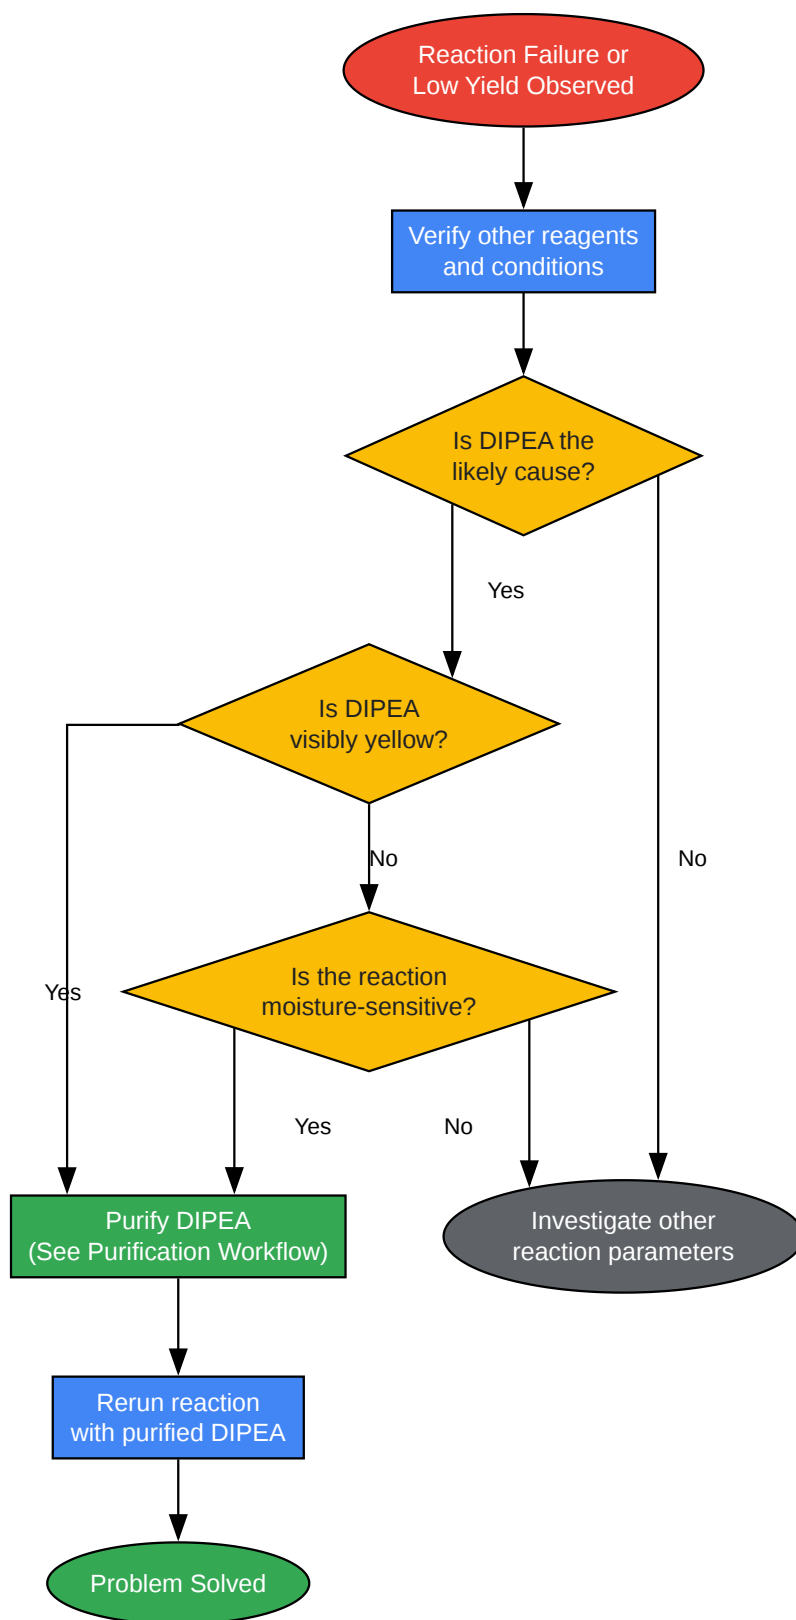 Reaction Failure or
Low Yield Observed
Verify other reagents
and conditions
Is DIPEA the
likely cause?
Yes
Is DIPEA
visibly yellow?
No
No
Is the reaction
moisture-sensitive?
Yes
Yes
No
Purify DIPEA
(See Purification Workflow)
Investigate other
reaction parameters
Rerun reaction
with purified DIPEA
Problem Solved